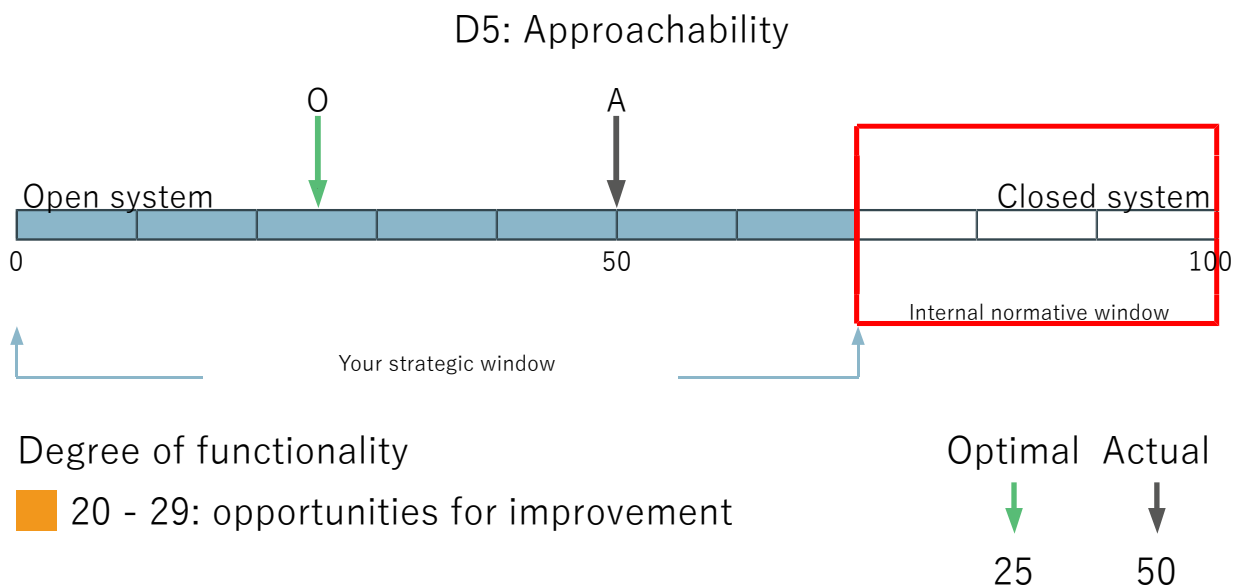 D5: Approachability
O A
Open system Closed system
0 50 100
Internal normative window
Your strategic window
Degree of functionality
20 - 29: opportunities for improvement
Optimal Actual
25 50